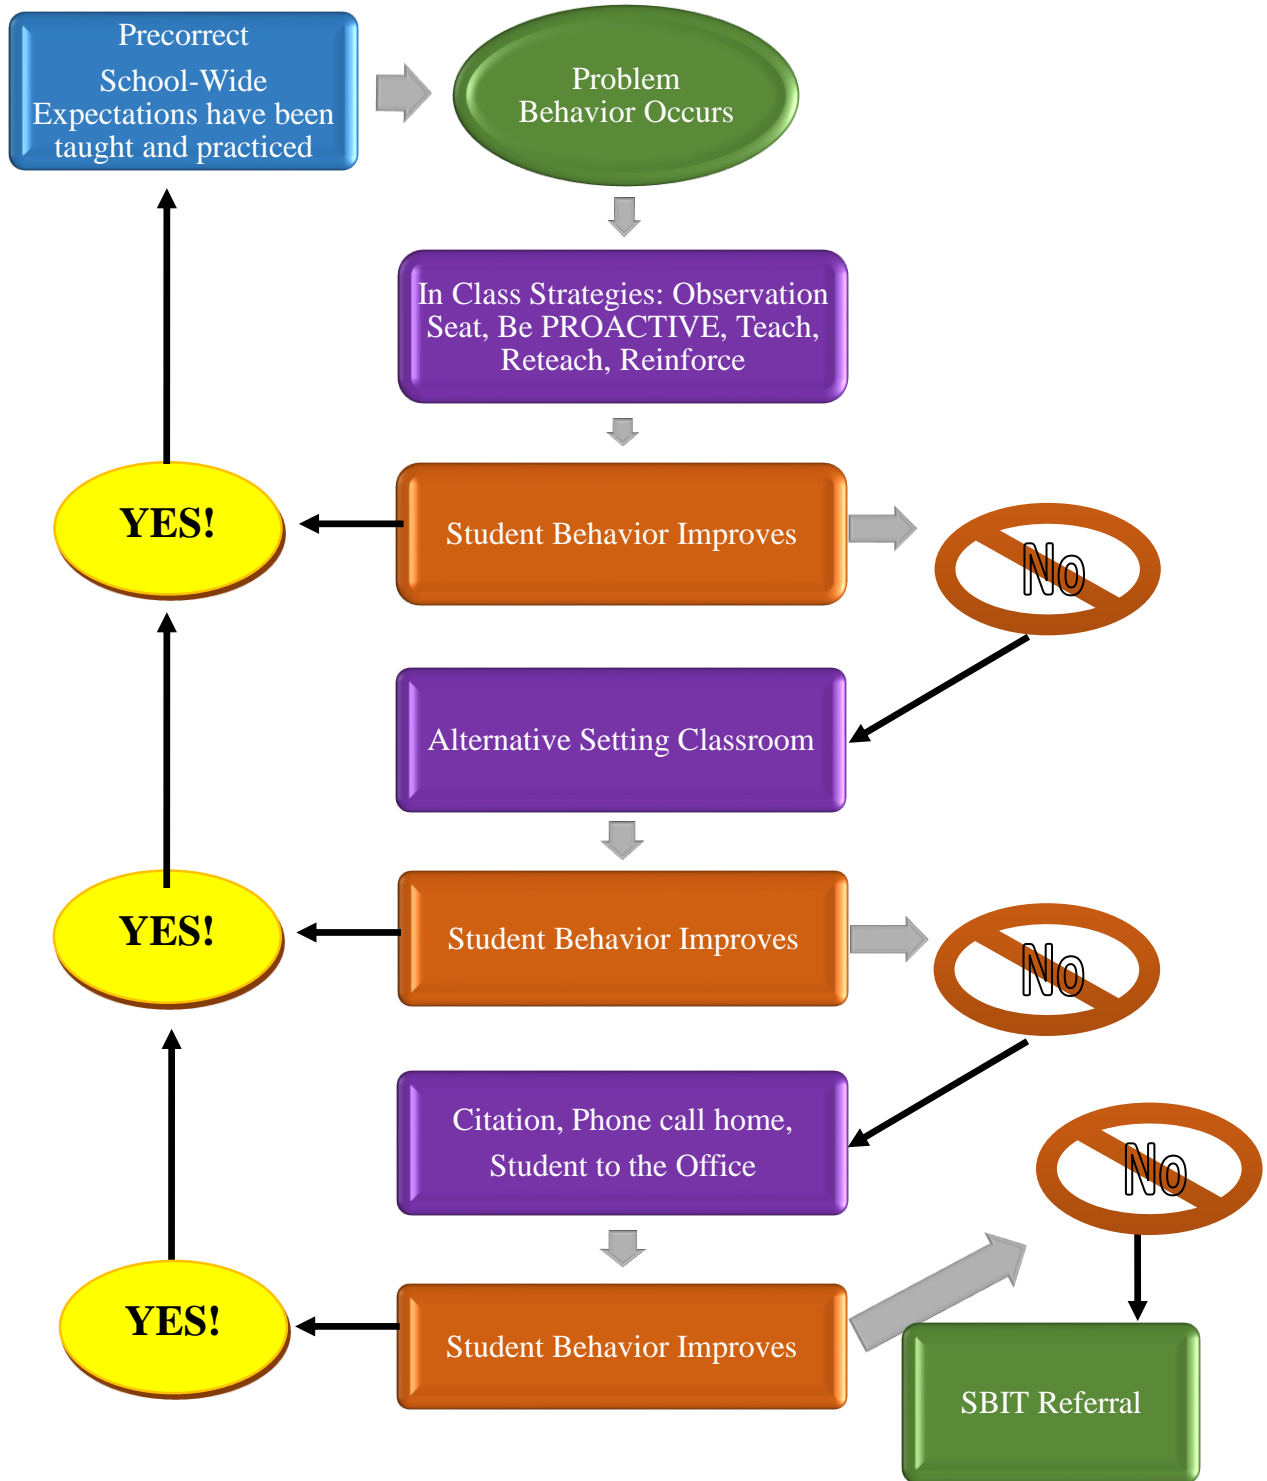 Precorrect
School-Wide
Expectations have been
taught and practiced
Problem
Behavior Occurs
In Class Strategies: Observation
Seat, Be PROACTIVE, Teach,
Reteach, Reinforce
YES!
Student Behavior Improves
No
Alternative Setting Classroom
YES!
Student Behavior Improves
No
Citation, Phone call home,
Student to the Office
No
YES!
Student Behavior Improves
SBIT Referral